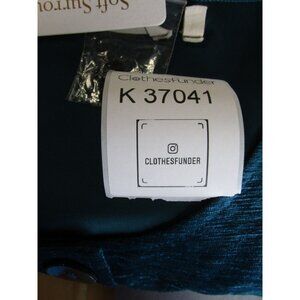 Soft Surrou
Clothesfunder
K 37041
CLOTHESFUNDER